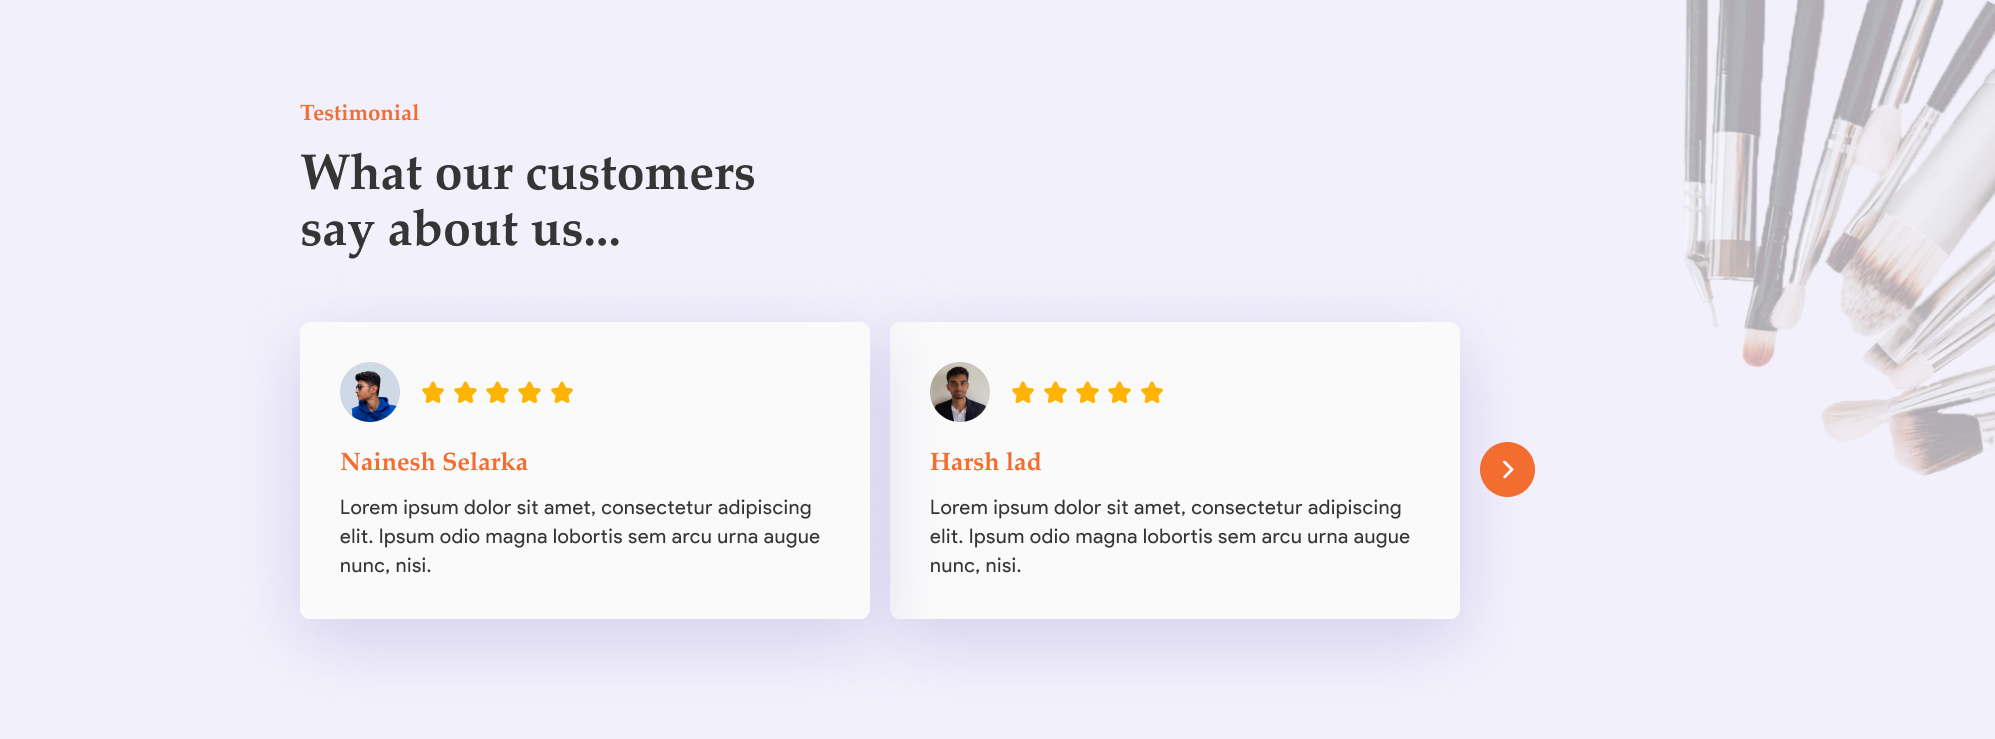 Testimonial
What our customers
say about us...
Nainesh Selarka
Lorem ipsum dolor sit amet, consectetur adipiscing
elit. Ipsum odio magna lobortis sem arcu urna augue
nunc, nisi.
Harsh lad
Lorem ipsum dolor sit amet, consectetur adipiscing
elit. Ipsum odio magna lobortis sem arcu urna augue
nunc, nisi.